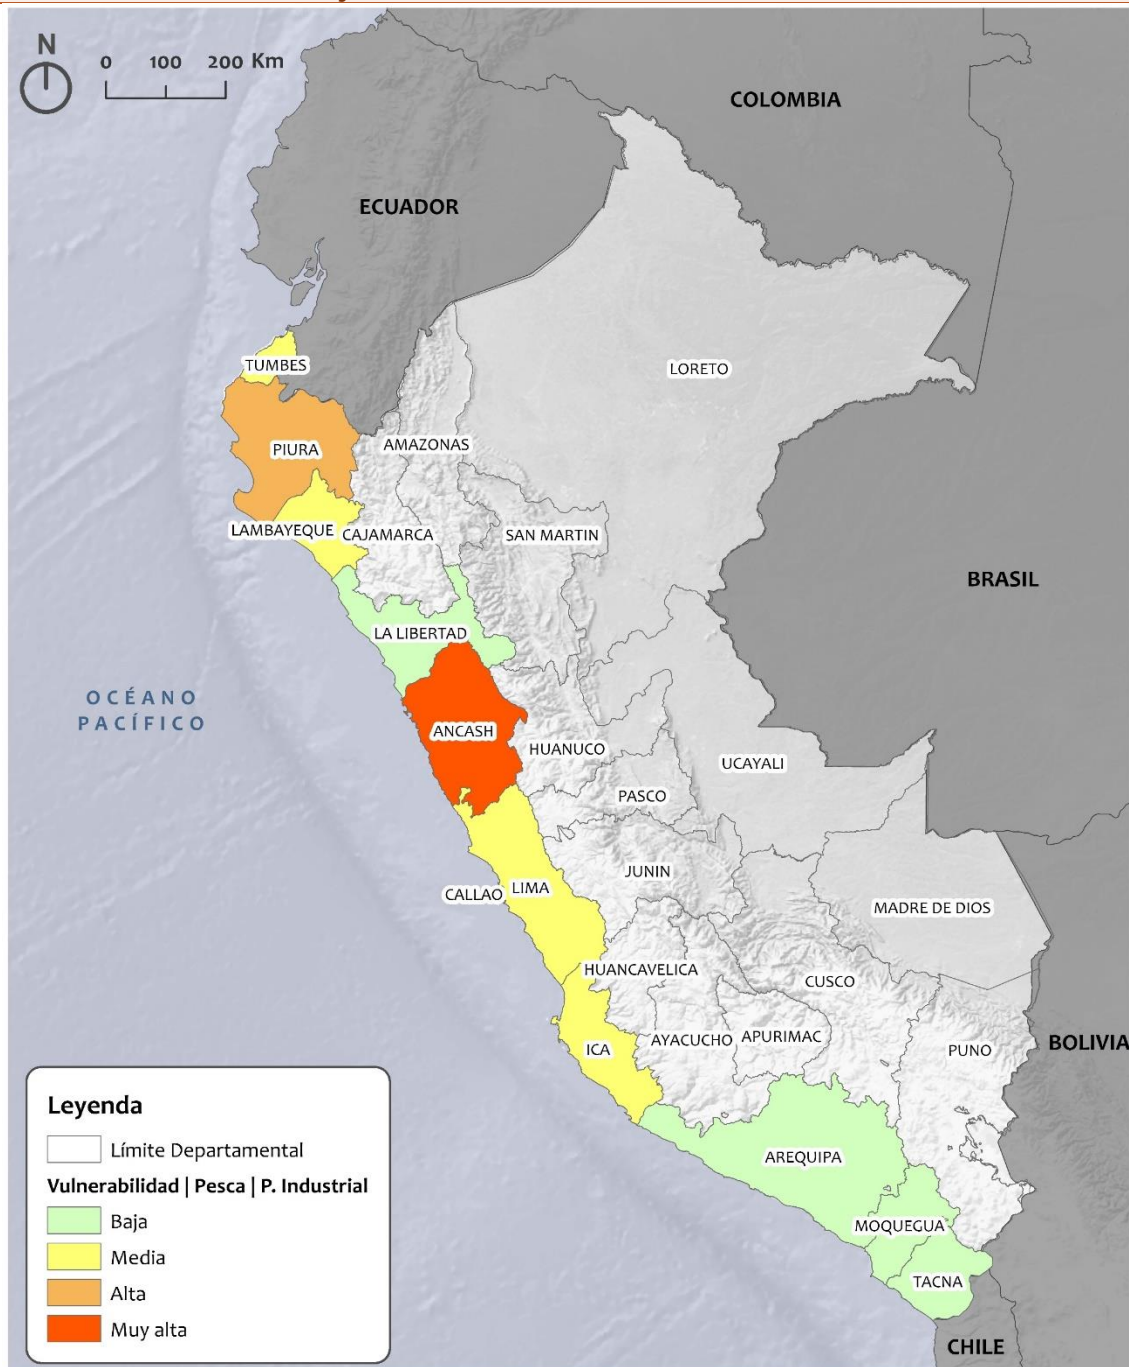 N
0 100 200 Km
COLOMBIA
ECUADOR
LORETO
TUMBES
AMAZONAS
PIURA
LAMBAYEQUE
CAJAMARCA
SAN MARTIN
BRASIL
LA LIBERTAD
OCÉANO
PACÍFICO
ANCASH
HUANUCO
UCAYALI
PASCO
JUNIN
CALLAO
LIMA
MADRE DE DIOS
HUANCAVELICA
CUSCO
AYACUCHO
APURIMAC
ICA
PUNO
BOLIVIA
AREQUIPA
MOQUEGUA
TACNA
CHILE
Leyenda
Límite Departamental
Vulnerabilidad | Pesca | P. Industrial
Baja
Media
Alta
Muy alta